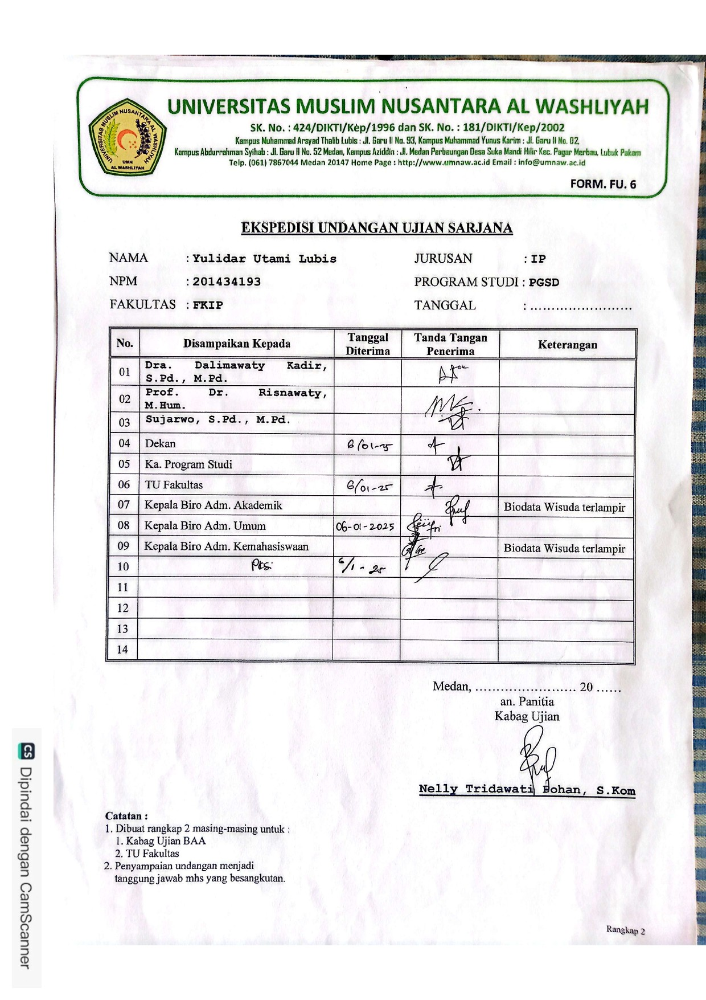 UNIVERSITAS MUSLIM NUSANTARA AL WASHLIYAH
UMN
AL WASHLIYAH
UNIVERSITAS MUSLIM NUSANTARA AL WASHLIYAH
SK. No. : 424/DIKTI/Kep/1996 dan SK. No. : 181/DIKTI/Kep/2002
Kampus Muhammad Arsyad Thalib Lubis : Jl. Garu II No. 93, Kampus Muhammad Yunus Karim : Jl. Garu II No. 02,
Kampus Abdurrahman Syihab : Jl. Garu II No. 52 Medan, Kampus Aziddin : Jl. Medan Perbaungan Desa Suka Mandi Hilir Kec. Pagar Merbau, Lubuk Pakam
Telp. (061) 7867044 Medan 20147 Home Page : http://www.umnaw.ac.id Email : info@umnaw.ac.id
FORM. FU. 6
EKSPEDISI UNDANGAN UJIAN SARJANA
NAMA : Yulidar Utami Lubis JURUSAN : IP
NPM : 201434193 PROGRAM STUDI : PGSD
FAKULTAS : FKIP TANGGAL : ........................
No. Disampaikan Kepada Tanggal Diterima Tanda Tangan Penerima Keterangan
01 Dra. Dalimawaty Kadir,
S.Pd., M.Pd.
02 Prof. Dr. Risnawaty,
M.Hum.
03 Sujarwo, S.Pd., M.Pd.
04 Dekan 6/01-25
05 Ka. Program Studi
06 TU Fakultas 6/01-25
07 Kepala Biro Adm. Akademik Biodata Wisuda terlampir
08 Kepala Biro Adm. Umum 06-01-2025
09 Kepala Biro Adm. Kemahasiswaan Biodata Wisuda terlampir
10 6/1 - 25
11
12
13
14
Medan, ........................ 20 ......
an. Panitia
Kabag Ujian
Nelly Tridawati Pohan, S.Kom
Catatan :
1. Dibuat rangkap 2 masing-masing untuk :
1. Kabag Ujian BAA
2. TU Fakultas
2. Penyampaian undangan menjadi
tanggung jawab mhs yang besangkutan.
Rangkap 2
CS Dipindai dengan CamScanner